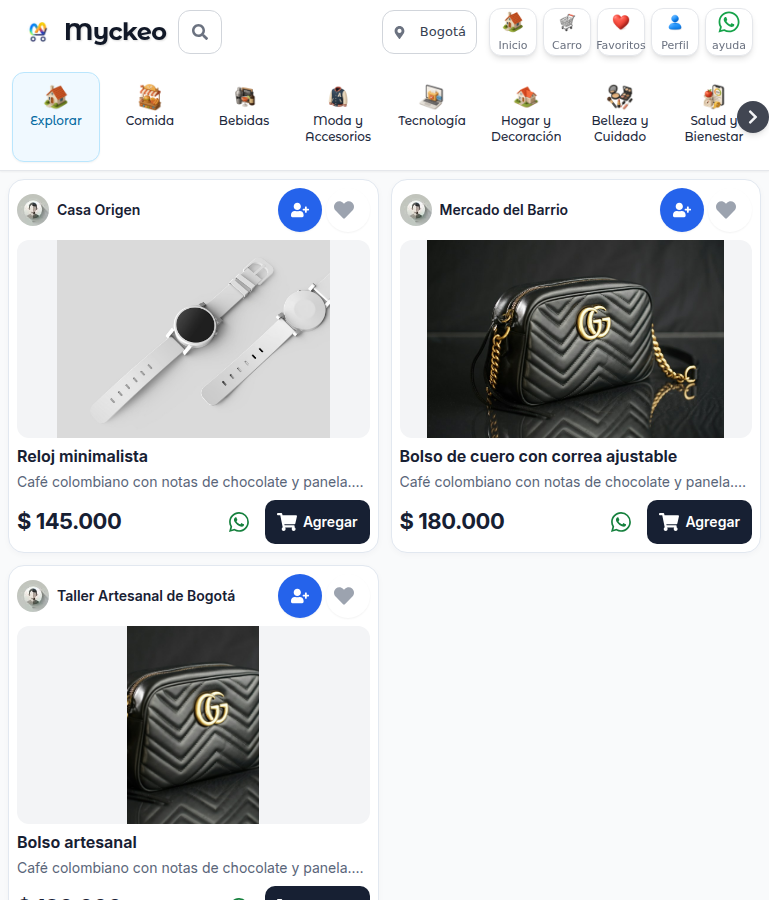 Myckeo
Bogotá
Inicio
Carro
Favoritos
Perfil
ayuda
Explorar
Comida
Bebidas
Moda y
Accesorios
Tecnología
Hogar y
Decoración
Belleza y
Cuidado
Salud y
Bienestar
Casa Origen
Reloj minimalista
Café colombiano con notas de chocolate y panela....
$ 145.000
Agregar
Mercado del Barrio
Bolso de cuero con correa ajustable
Café colombiano con notas de chocolate y panela....
$ 180.000
Agregar
Taller Artesanal de Bogotá
Bolso artesanal
Café colombiano con notas de chocolate y panela....